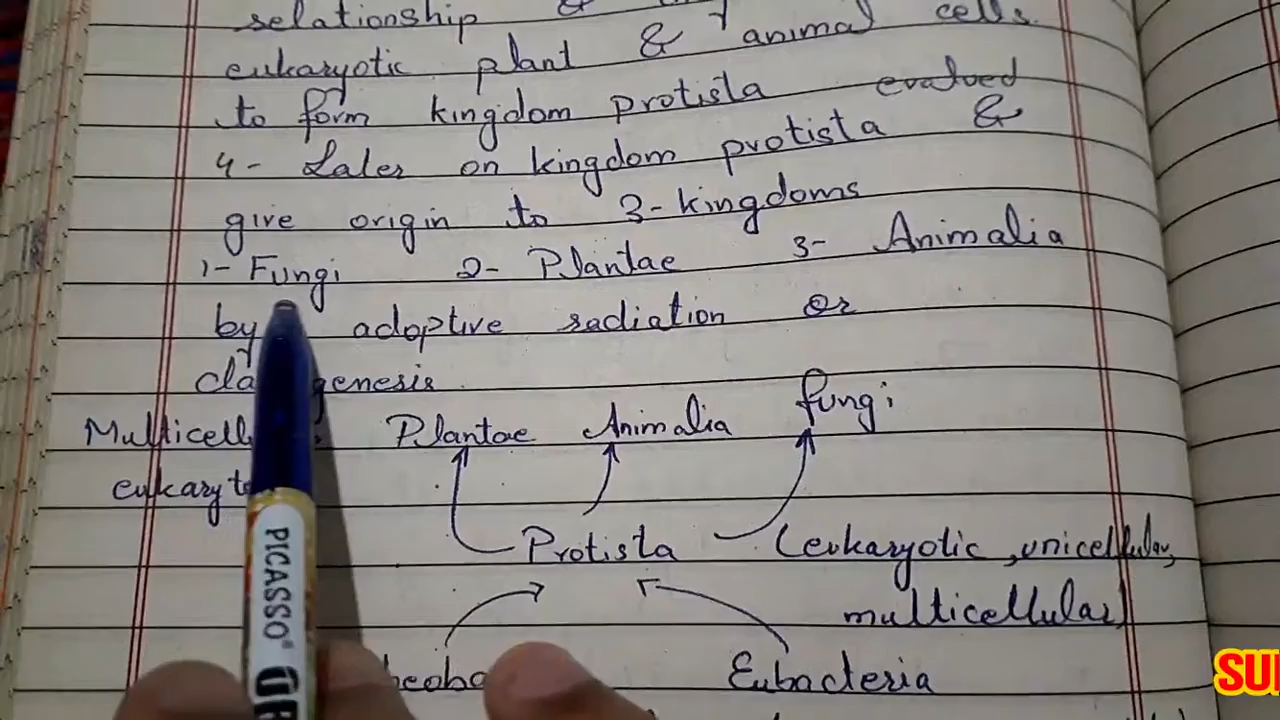 relationship &
eukaryotic plant & animal cells.
to form kingdom protista evalued
4- Later on kingdom protista &
give origin to 3-kingdoms
1- Fungi 2- Plantae 3- Animalia
by adoptive radiation or
genesis.
Plantae Animalia fungi
Protista (eukaryotic, unicellular,
multicellular)
Eubacteria
PICASSO